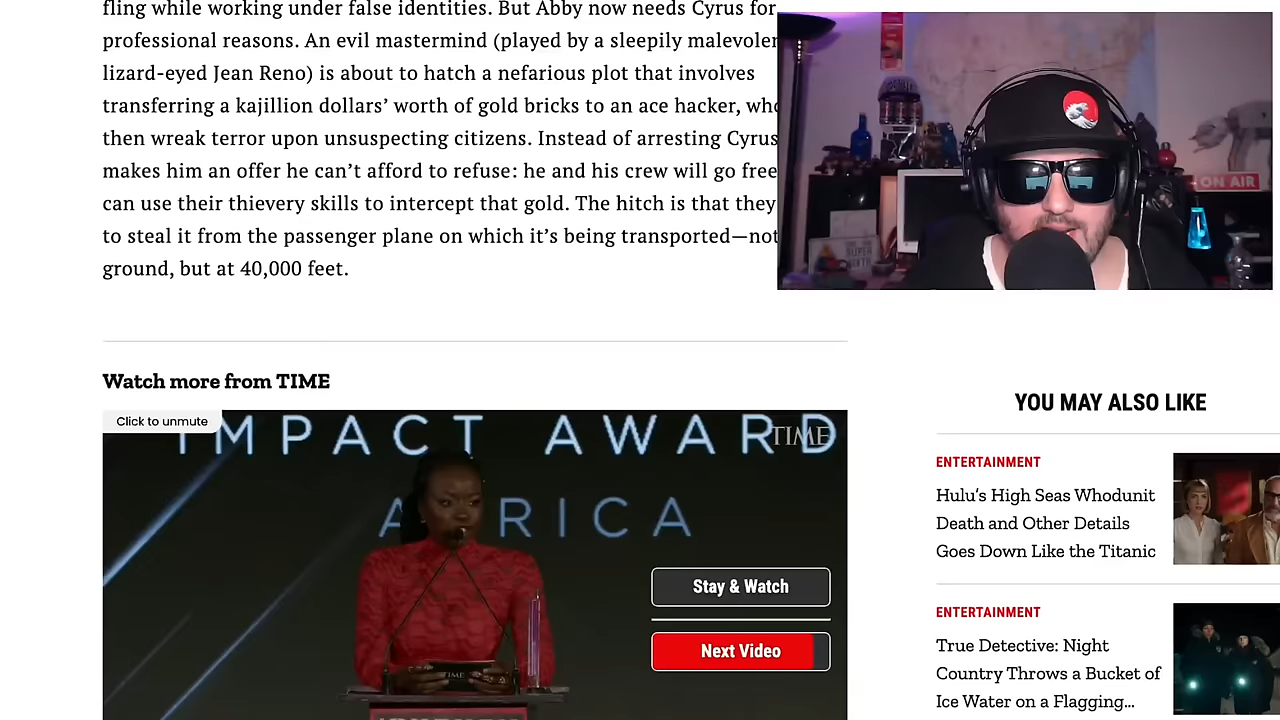 fling while working under false identities. But Abby now needs Cyrus for
professional reasons. An evil mastermind (played by a sleepily malevolen
lizard-eyed Jean Reno) is about to hatch a nefarious plot that involves
transferring a kajillion dollars’ worth of gold bricks to an ace hacker, who
then wreak terror upon unsuspecting citizens. Instead of arresting Cyrus
makes him an offer he can’t afford to refuse: he and his crew will go free
can use their thievery skills to intercept that gold. The hitch is that they
to steal it from the passenger plane on which it’s being transported—not
ground, but at 40,000 feet.
ON AIR
Watch more from TIME
Click to unmute
IMPACT AWARD
TIME
AFRICA
Stay & Watch
Next Video
TIME
YOU MAY ALSO LIKE
ENTERTAINMENT
Hulu’s High Seas Whodunit
Death and Other Details
Goes Down Like the Titanic
ENTERTAINMENT
True Detective: Night
Country Throws a Bucket of
Ice Water on a Flagging...